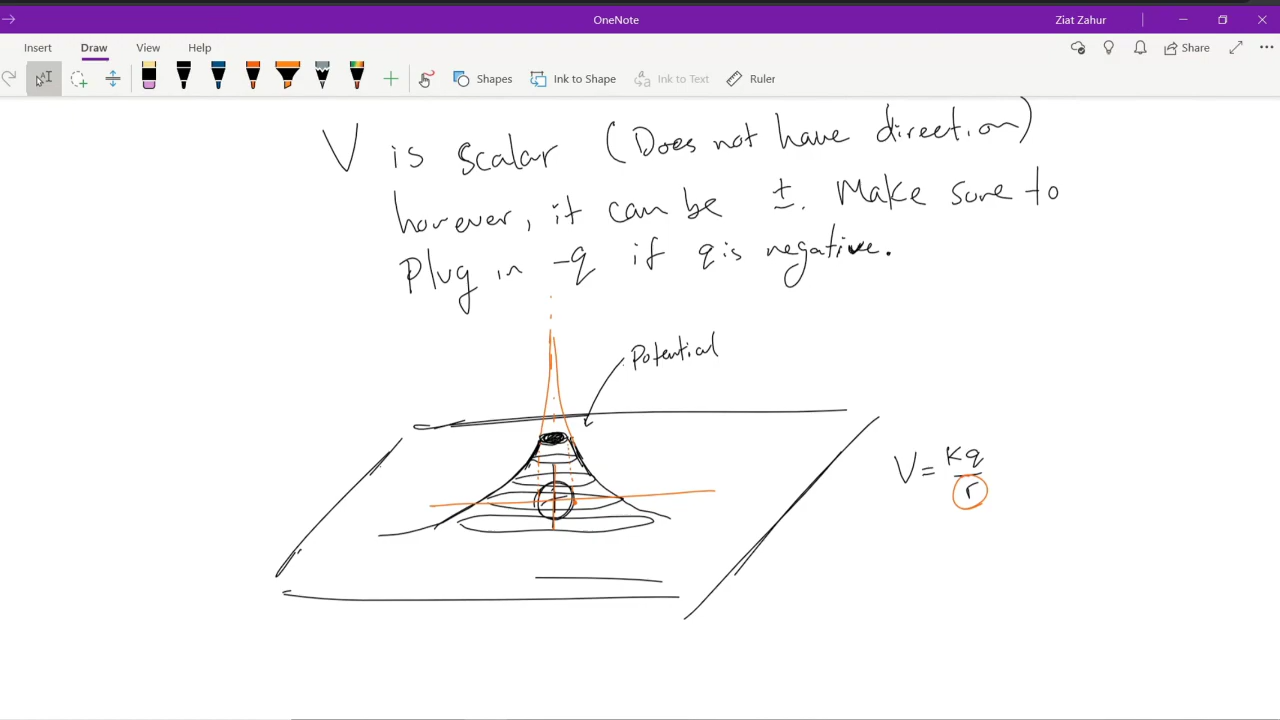 OneNote
Ziat Zahur
Insert Draw View Help
Share
Shapes
Ink to Shape
Ink to Text
Ruler
V is scalar (Does not have direction)
however, it can be ±. Make sure to
Plug in -q if q is negative.
Potential
V = Kq/r